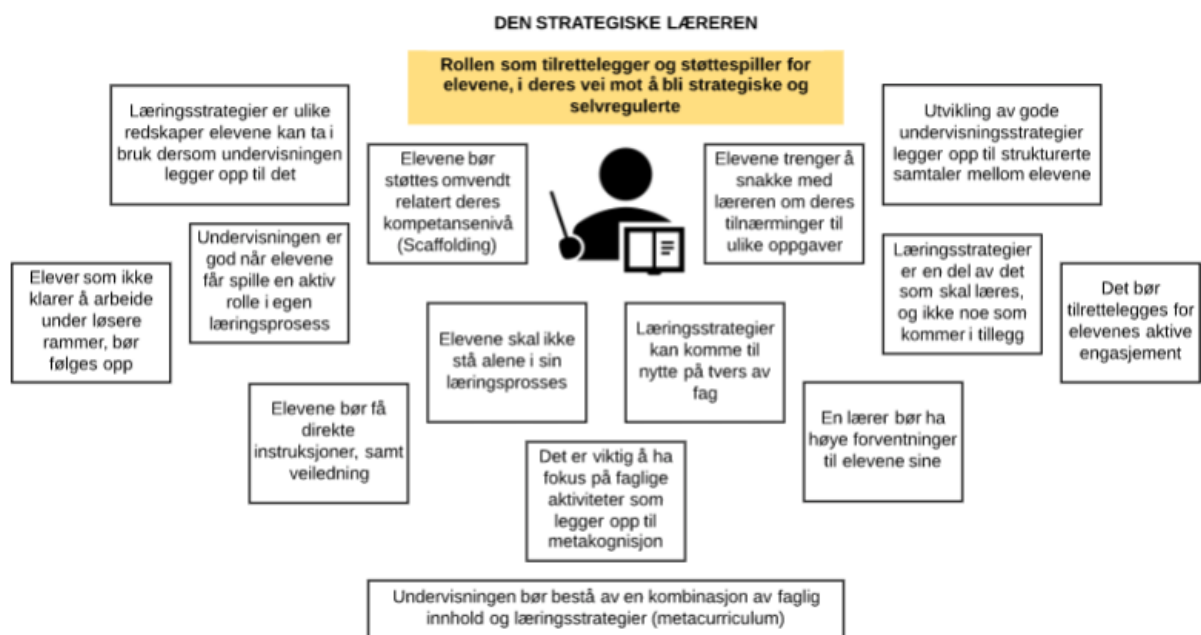 DEN STRATEGISKE LÆREREN
Rollen som tilrettelegger og støttespiller for
elevene, i deres vei mot å bli strategiske og
selvregulerte
Læringsstrategier er ulike
redskaper elevene kan ta i
bruk dersom undervisningen
legger opp til det
Elevene bør
støttes omvendt
relatert deres
kompetansenivå
(Scaffolding)
Elevene trenger å
snakke med
læreren om deres
tilnærminger til
ulike oppgaver
Utvikling av gode
undervisningsstrategier
legger opp til strukturerte
samtaler mellom elevene
Elever som ikke
klarer å arbeide
under løsere
rammer, bør
følges opp
Undervisningen er
god når elevene
får spille en aktiv
rolle i egen
læringsprosess
Elevene skal ikke
stå alene i sin
læringsprosses
Læringsstrategier
kan komme til
nytte på tvers av
fag
Læringsstrategier
er en del av det
som skal læres,
og ikke noe som
kommer i tillegg
Det bør
tilrettelegges for
elevenes aktive
engasjement
Elevene bør få
direkte
instruksjoner, samt
veiledning
Det er viktig å ha
fokus på faglige
aktiviteter som
legger opp til
metakognisjon
En lærer bør ha
høye forventninger
til elevene sine
Undervisningen bør bestå av en kombinasjon av faglig
innhold og læringsstrategier (metacurriculum)